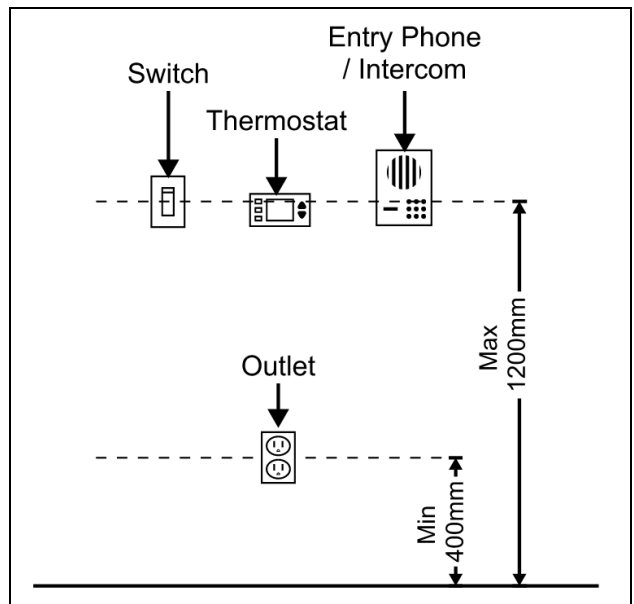 Entry Phone
/ Intercom
Switch
Thermostat
Max
1200mm
Outlet
Min
400mm